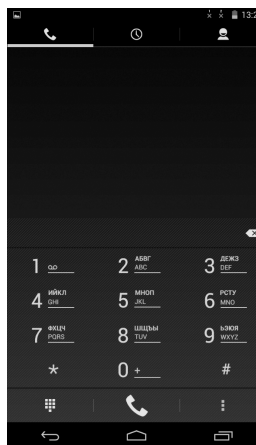 13:2
1
2 АБВГ
ABC
3 ДЕЖЗ
DEF
4 ИЙКЛ
GHI
5 МНОП
JKL
6 РСТУ
MNO
7 ФХЦЧ
PQRS
8 ШЩЪЫ
TUV
9 ЬЭЮЯ
WXYZ
*
0 +
#